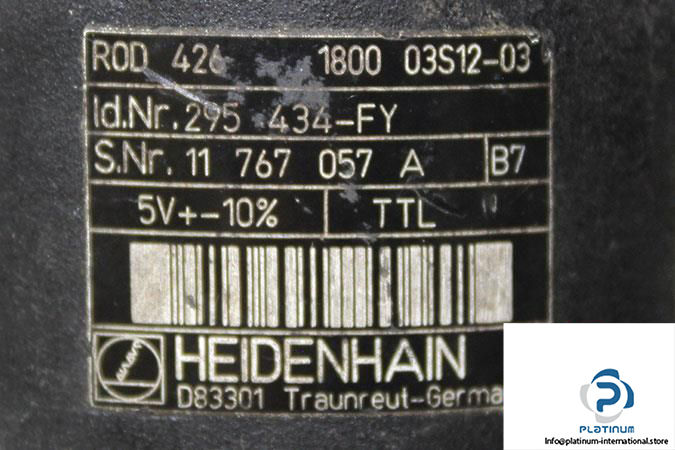 ROD 426 1800 03S12-03
Id.Nr. 295 434-FY
S.Nr. 11 767 057 A B7
5V+-10% TTL
HEIDENHAIN
D83301 Traunreut-Germa
PLATINUM
Info@platinum-international.store